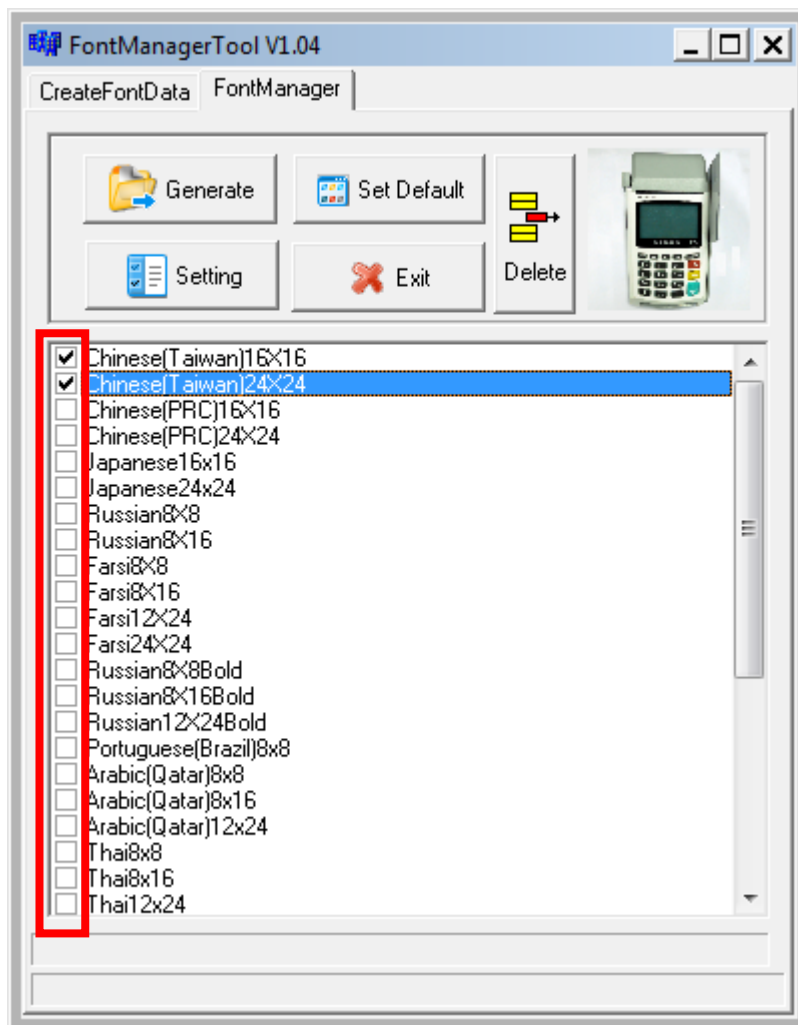 FontManagerTool V1.04
CreateFontData FontManager
Generate
Set Default
Setting
Exit
Delete
Chinese(Taiwan)16X16
Chinese(Taiwan)24X24
Chinese(PRC)16X16
Chinese(PRC)24X24
Japanese16x16
Japanese24x24
Russian8X8
Russian8X16
Farsi8X8
Farsi8X16
Farsi12X24
Farsi24X24
Russian8X8Bold
Russian8X16Bold
Russian12X24Bold
Portuguese(Brazil)8x8
Arabic(Qatar)8x8
Arabic(Qatar)8x16
Arabic(Qatar)12x24
Thai8x8
Thai8x16
Thai12x24